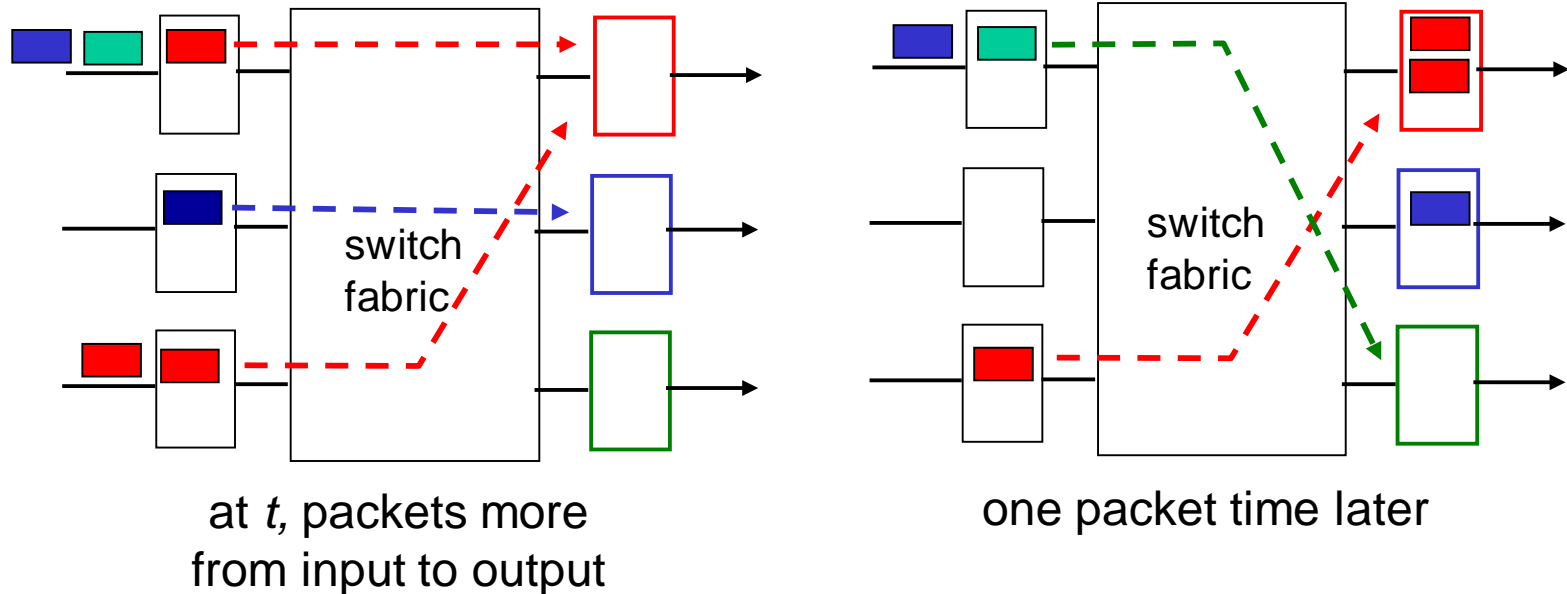 switch
fabric
switch
fabric
at t, packets more
from input to output
one packet time later